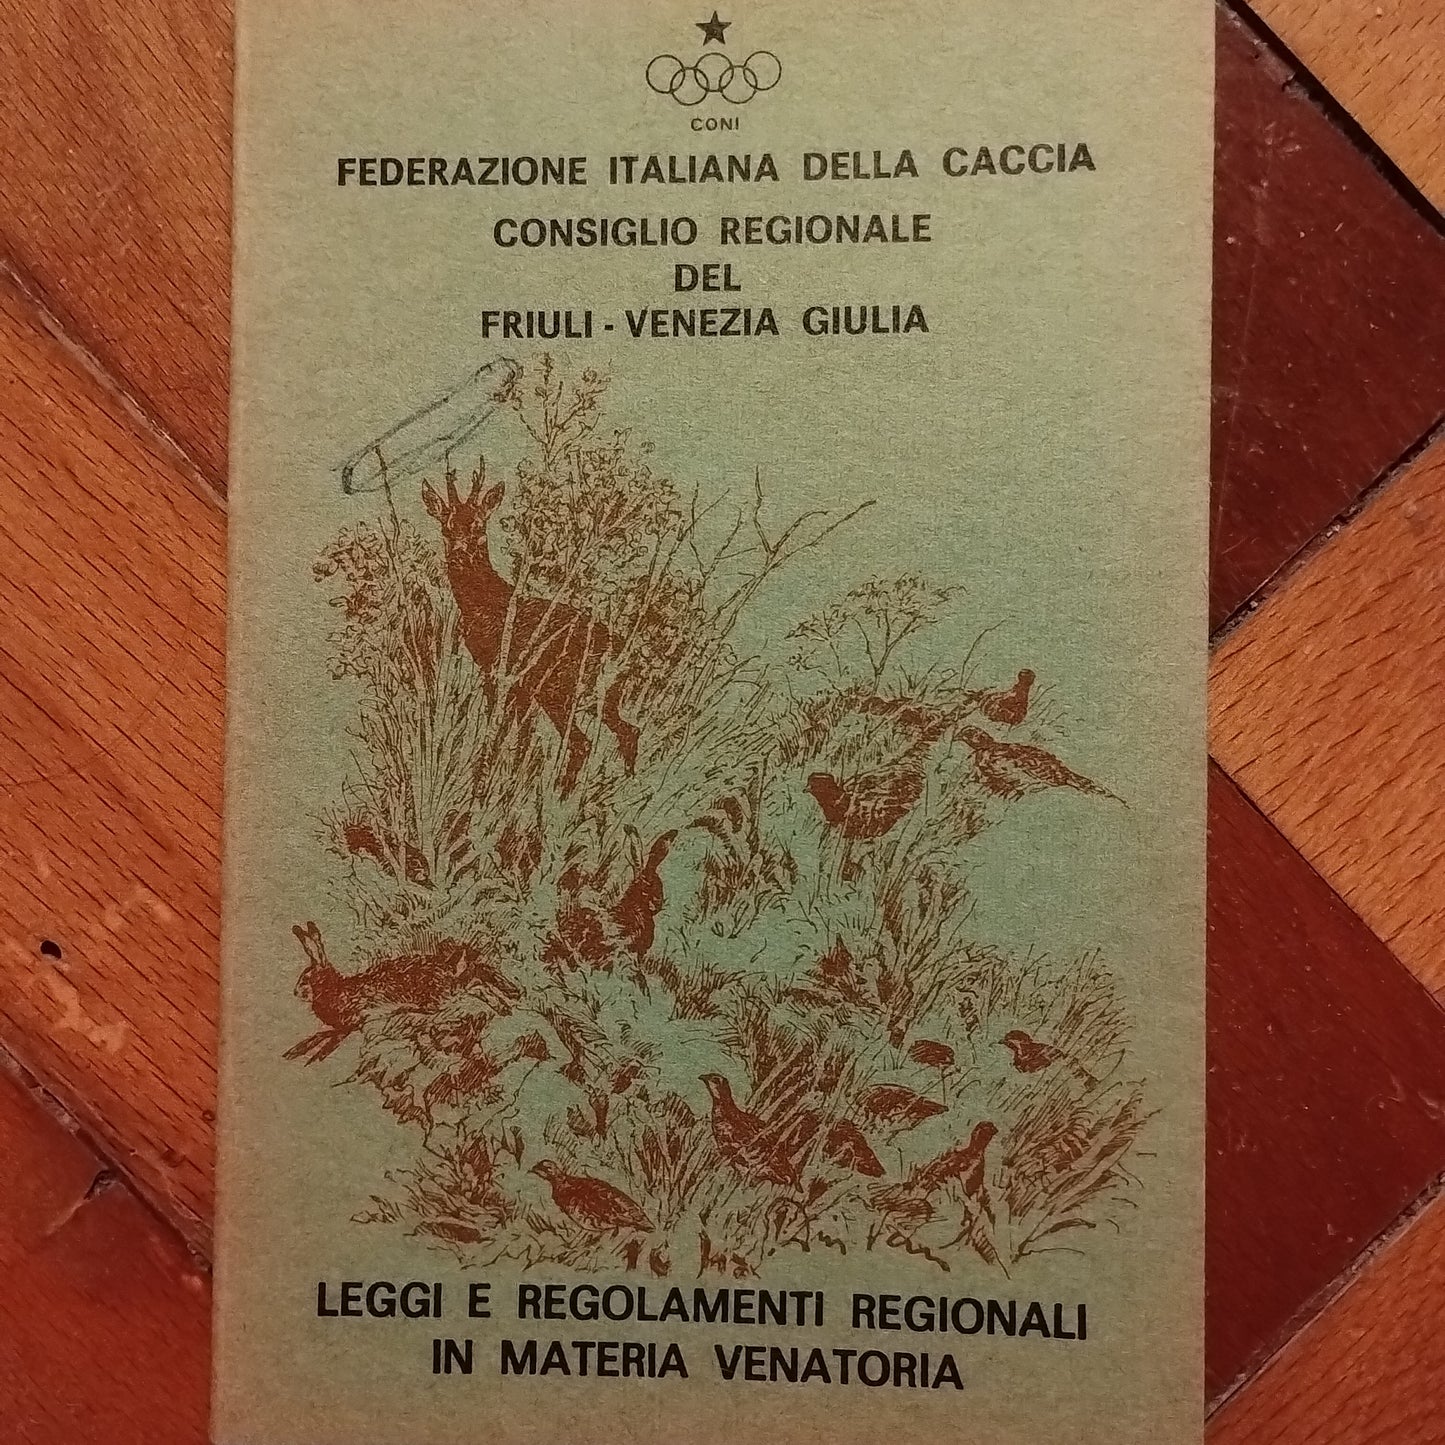 CONI
FEDERAZIONE ITALIANA DELLA CACCIA
CONSIGLIO REGIONALE
DEL
FRIULI - VENEZIA GIULIA
LEGGI E REGOLAMENTI REGIONALI
IN MATERIA VENATORIA